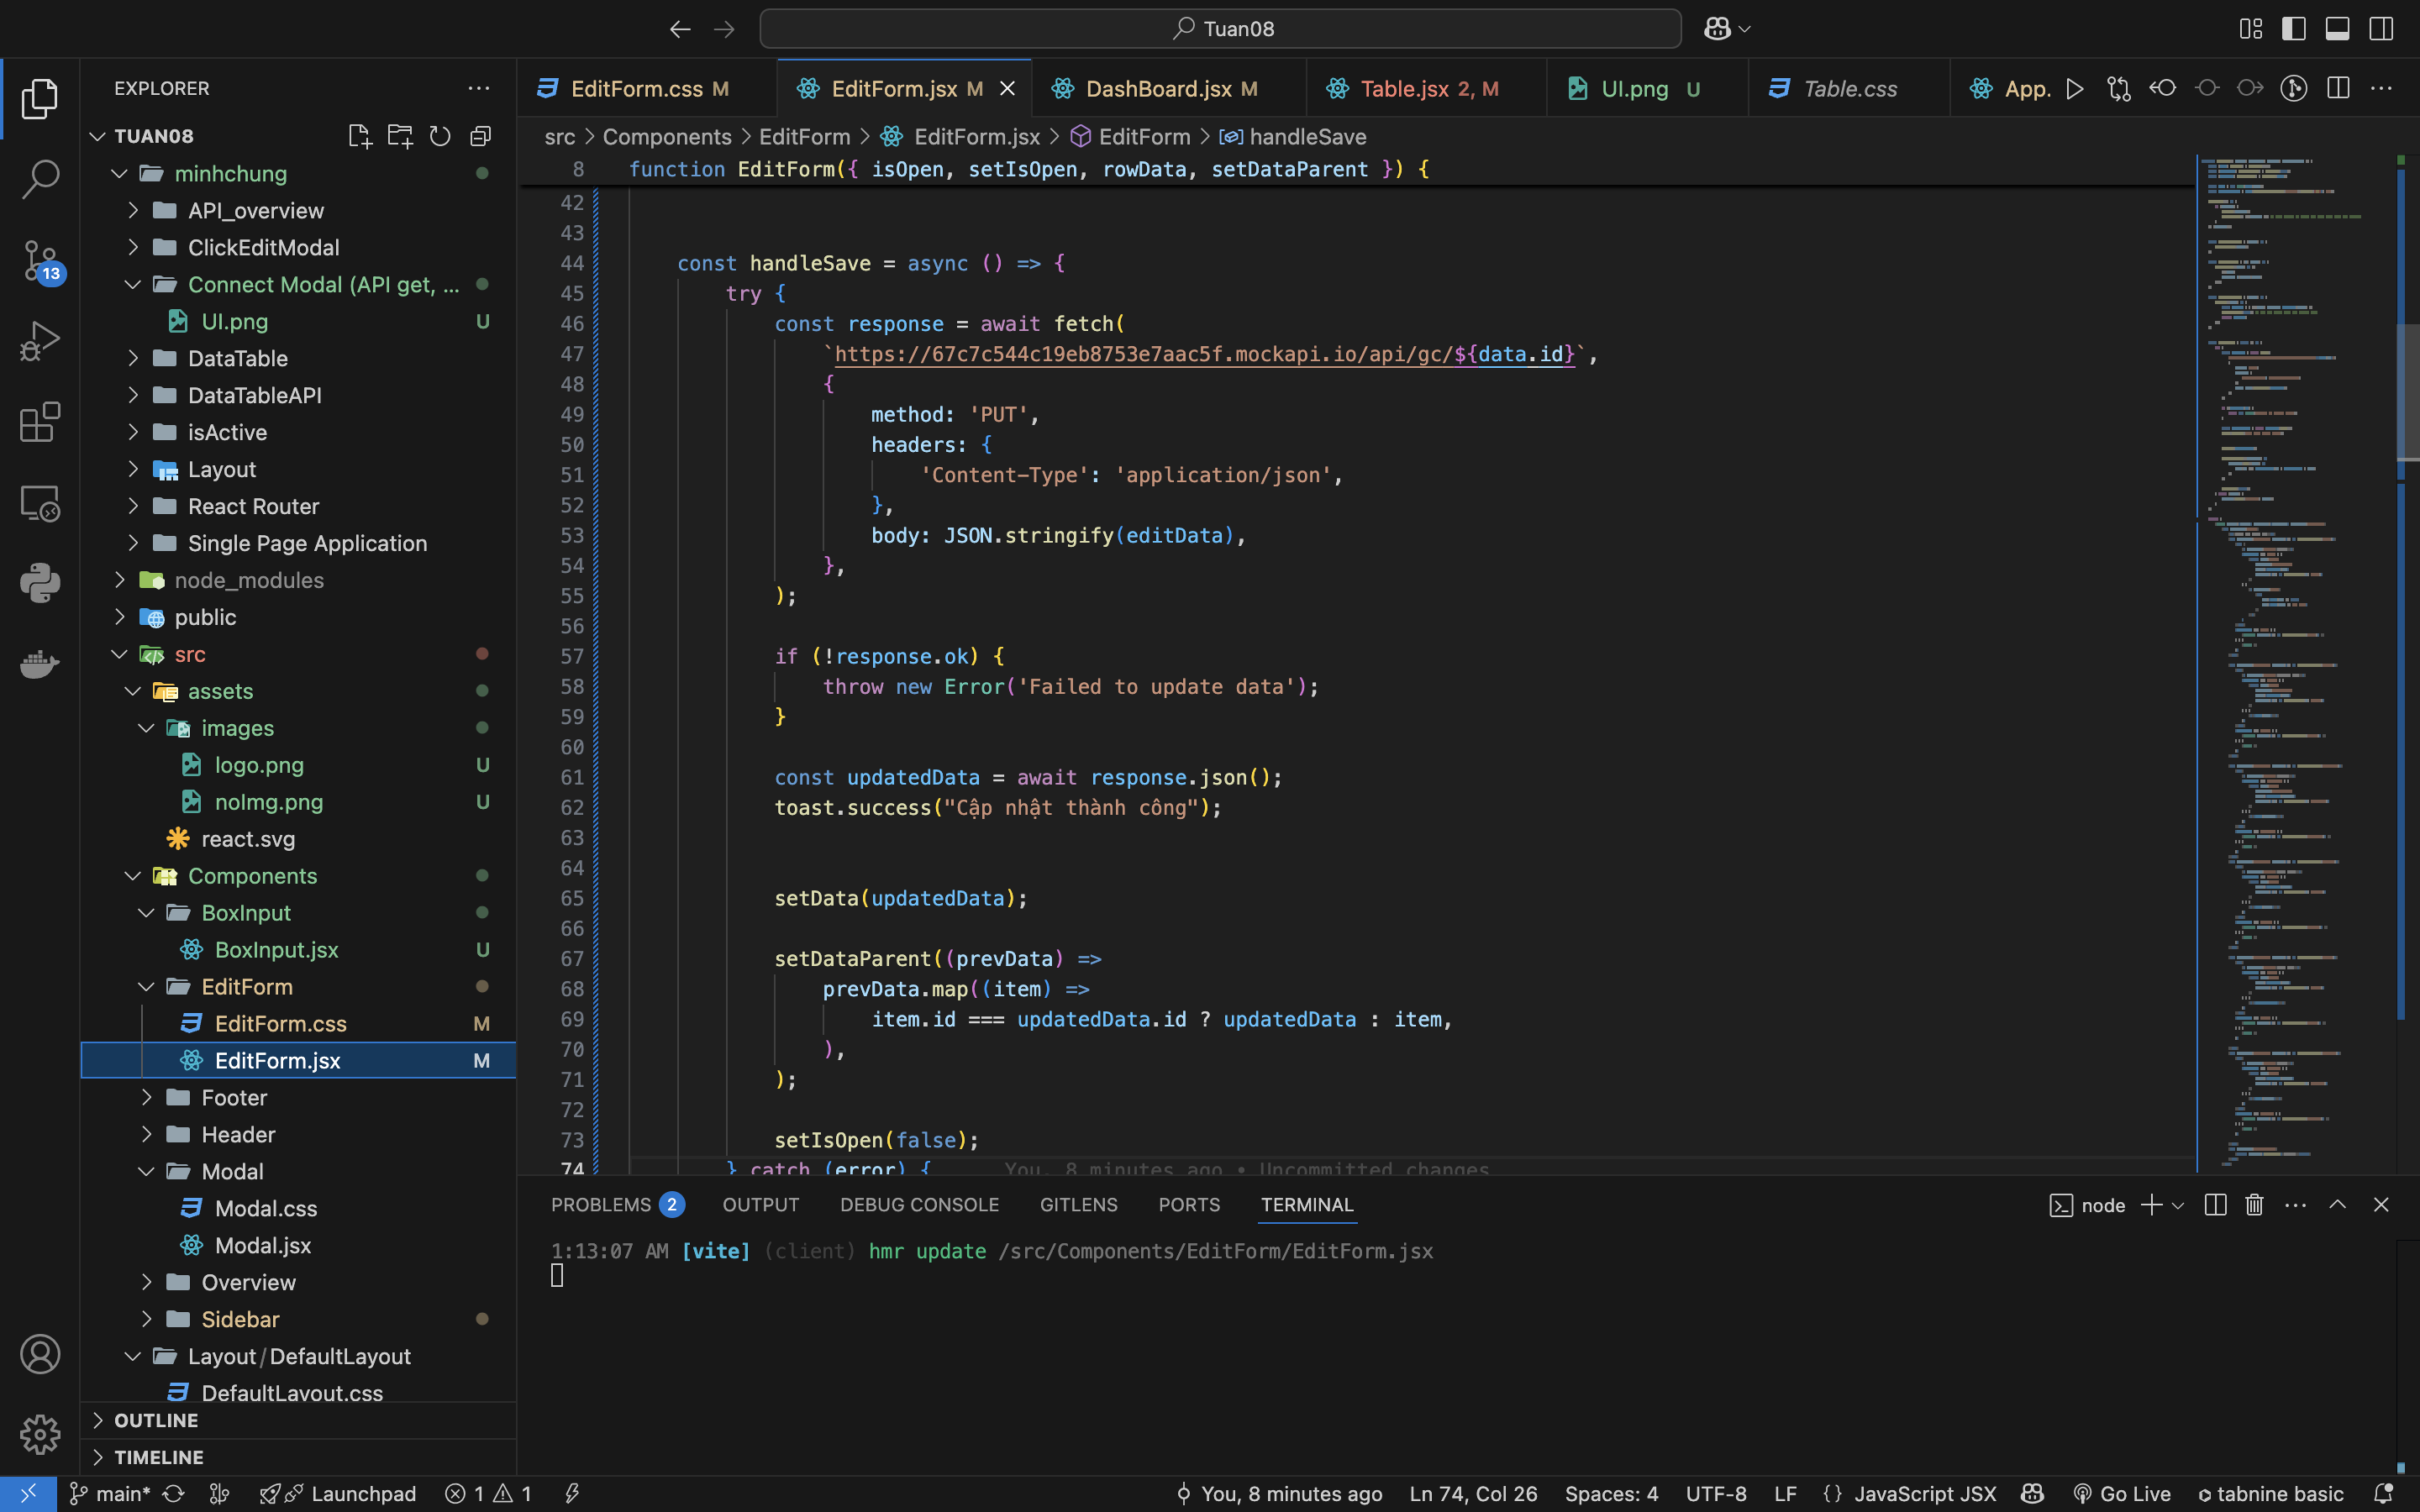 Tuan08
EXPLORER
TUAN08
minhchung
API_overview
ClickEditModal
Connect Modal (API get, ...
UI.png U
DataTable
DataTableAPI
isActive
Layout
React Router
Single Page Application
node_modules
public
src
assets
images
logo.png U
noImg.png U
react.svg
Components
BoxInput
BoxInput.jsx U
EditForm
EditForm.css M
EditForm.jsx M
Footer
Header
Modal
Modal.css
Modal.jsx
Overview
Sidebar
Layout/DefaultLayout
DefaultLayout.css
OUTLINE
TIMELINE
13
EditForm.css M EditForm.jsx M DashBoard.jsx M Table.jsx 2, M UI.png U Table.css App.
src > Components > EditForm > EditForm.jsx > EditForm > handleSave
8 function EditForm({ isOpen, setIsOpen, rowData, setDataParent }) {
42
43
44 const handleSave = async () => {
45 try {
46 const response = await fetch(
47 `https://67c7c544c19eb8753e7aac5f.mockapi.io/api/gc/${data.id}`,
48 {
49 method: 'PUT',
50 headers: {
51 'Content-Type': 'application/json',
52 },
53 body: JSON.stringify(editData),
54 },
55 );
56
57 if (!response.ok) {
58 throw new Error('Failed to update data');
59 }
60
61 const updatedData = await response.json();
62 toast.success("Cập nhật thành công");
63
64
65 setData(updatedData);
66
67 setDataParent((prevData) =>
68 prevData.map((item) =>
69 item.id === updatedData.id ? updatedData : item,
70 ),
71 );
72
73 setIsOpen(false);
74 } catch (error) { You, 8 minutes ago • Uncommitted changes
PROBLEMS 2 OUTPUT DEBUG CONSOLE GITLENS PORTS TERMINAL node
1:13:07 AM [vite] (client) hmr update /src/Components/EditForm/EditForm.jsx
main* Launchpad 1 1 You, 8 minutes ago Ln 74, Col 26 Spaces: 4 UTF-8 LF {} JavaScript JSX Go Live tabnine basic